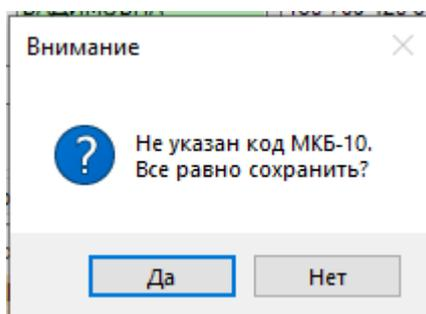 Внимание
Не указан код МКБ-10.
Все равно сохранить?
Да
Нет